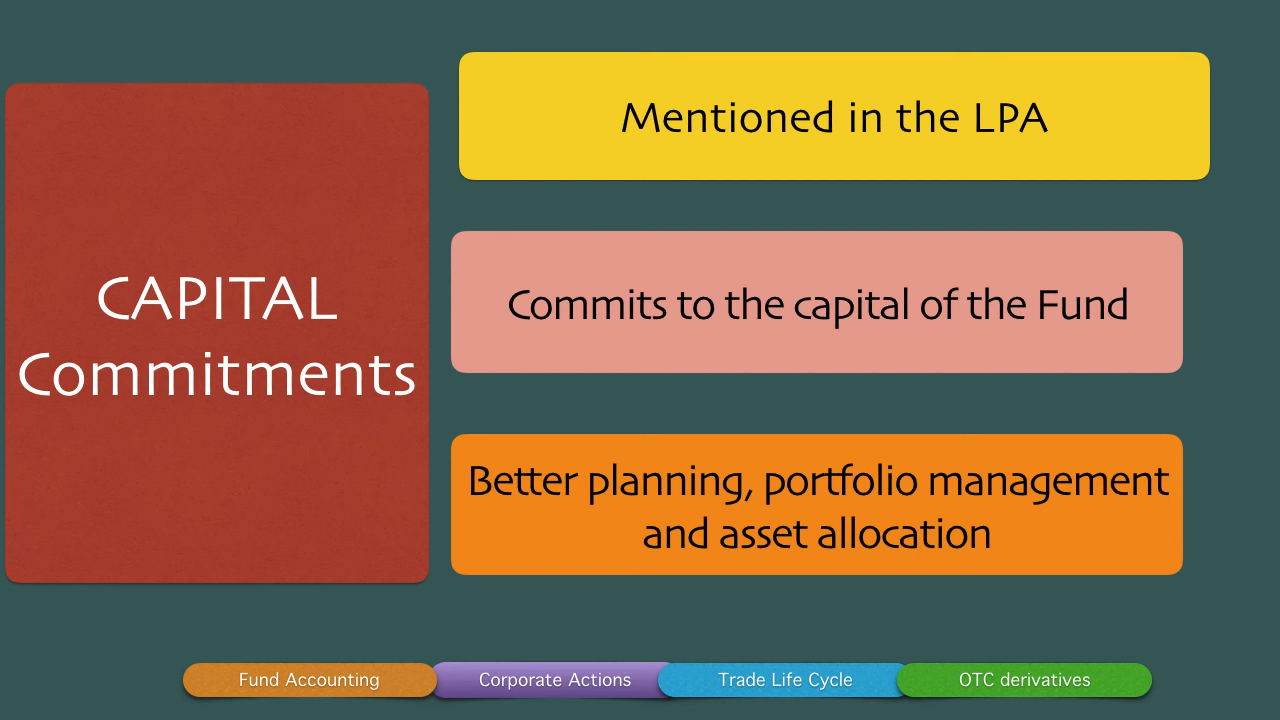 CAPITAL
Commitments
Mentioned in the LPA
Commits to the capital of the Fund
Better planning, portfolio management
and asset allocation
Fund Accounting
Corporate Actions
Trade Life Cycle
OTC derivatives